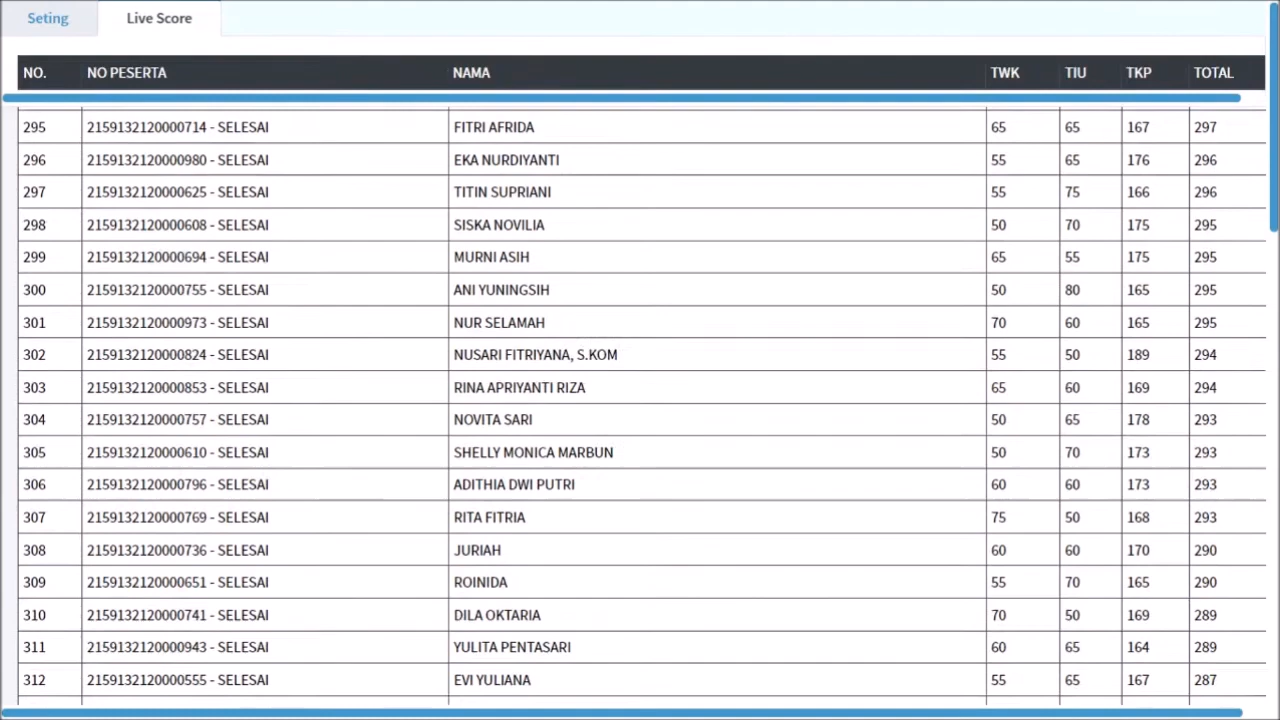 Seting Live Score
NO. NO PESERTA NAMA TWK TIU TKP TOTAL
295 2159132120000714 - SELESAI FITRI AFRIDA 65 65 167 297
296 2159132120000980 - SELESAI EKA NURDIYANTI 55 65 176 296
297 2159132120000625 - SELESAI TITIN SUPRIANI 55 75 166 296
298 2159132120000608 - SELESAI SISKA NOVILIA 50 70 175 295
299 2159132120000694 - SELESAI MURNI ASIH 65 55 175 295
300 2159132120000755 - SELESAI ANI YUNINGSIH 50 80 165 295
301 2159132120000973 - SELESAI NUR SELAMAH 70 60 165 295
302 2159132120000824 - SELESAI NUSARI FITRIYANA, S.KOM 55 50 189 294
303 2159132120000853 - SELESAI RINA APRIYANTI RIZA 65 60 169 294
304 2159132120000757 - SELESAI NOVITA SARI 50 65 178 293
305 2159132120000610 - SELESAI SHELLY MONICA MARBUN 50 70 173 293
306 2159132120000796 - SELESAI ADITHIA DWI PUTRI 60 60 173 293
307 2159132120000769 - SELESAI RITA FITRIA 75 50 168 293
308 2159132120000736 - SELESAI JURIAH 60 60 170 290
309 2159132120000651 - SELESAI ROINIDA 55 70 165 290
310 2159132120000741 - SELESAI DILA OKTARIA 70 50 169 289
311 2159132120000943 - SELESAI YULITA PENTASARI 60 65 164 289
312 2159132120000555 - SELESAI EVI YULIANA 55 65 167 287